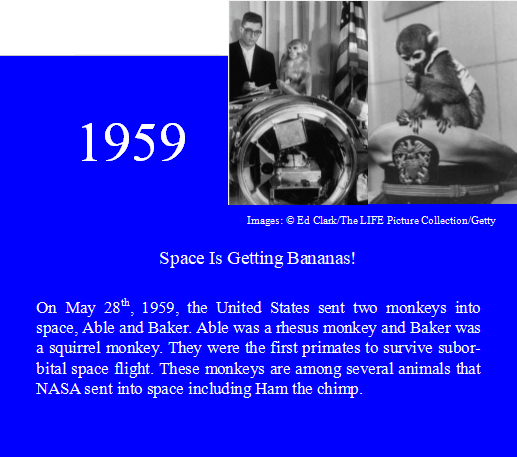 1959
Images: © Ed Clark/The LIFE Picture Collection/Getty
Space Is Getting Bananas!
On May 28th, 1959, the United States sent two monkeys into
space, Able and Baker. Able was a rhesus monkey and Baker was
a squirrel monkey. They were the first primates to survive subor-
bital space flight. These monkeys are among several animals that
NASA sent into space including Ham the chimp.